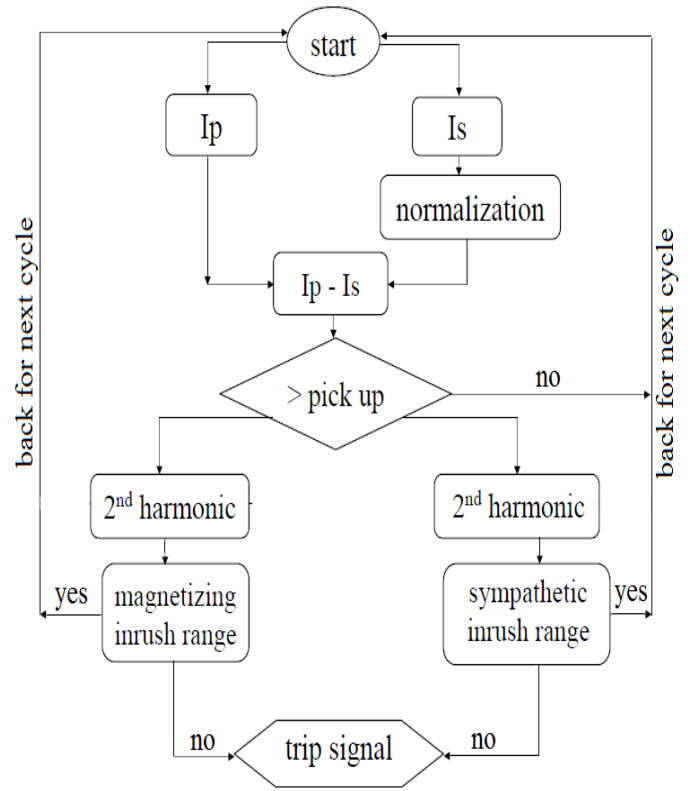 start
Ip
Is
normalization
Ip - Is
> pick up
no
2nd harmonic
2nd harmonic
yes
magnetizing
inrush range
sympathetic
inrush range
yes
no
trip signal
no
back for next cycle
back for next cycle